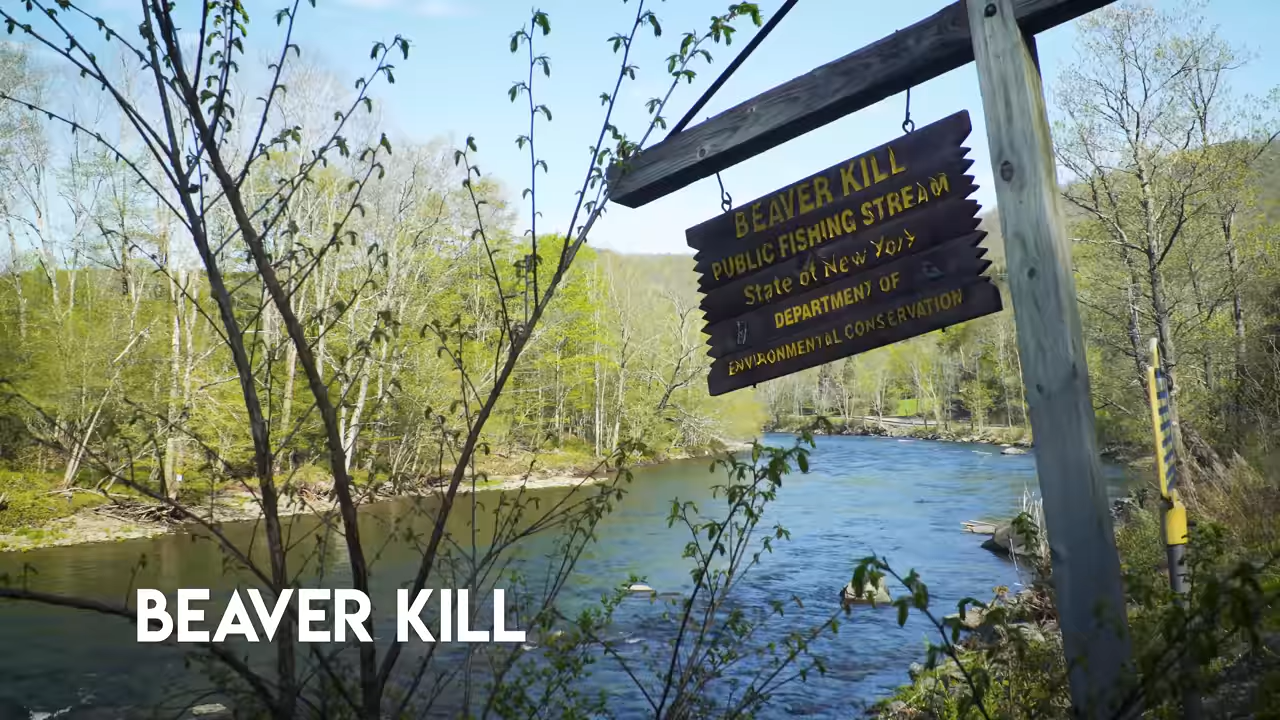 BEAVER KILL
PUBLIC FISHING STREAM
State of New York
DEPARTMENT OF
ENVIRONMENTAL CONSERVATION
BEAVER KILL